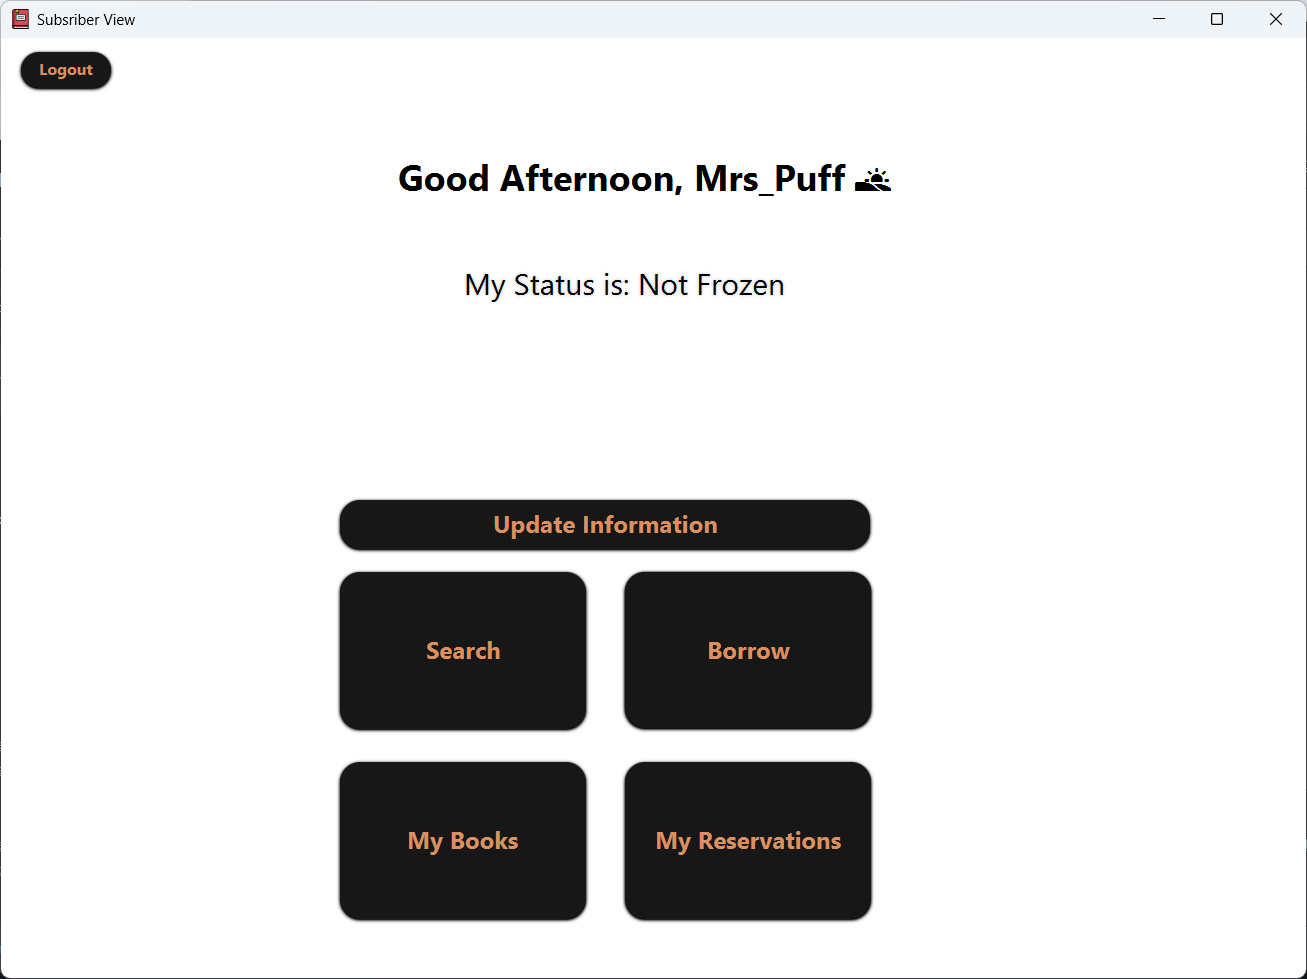 Subsriber View
Logout
Good Afternoon, Mrs_Puff
My Status is: Not Frozen
Update Information
Search
Borrow
My Books
My Reservations